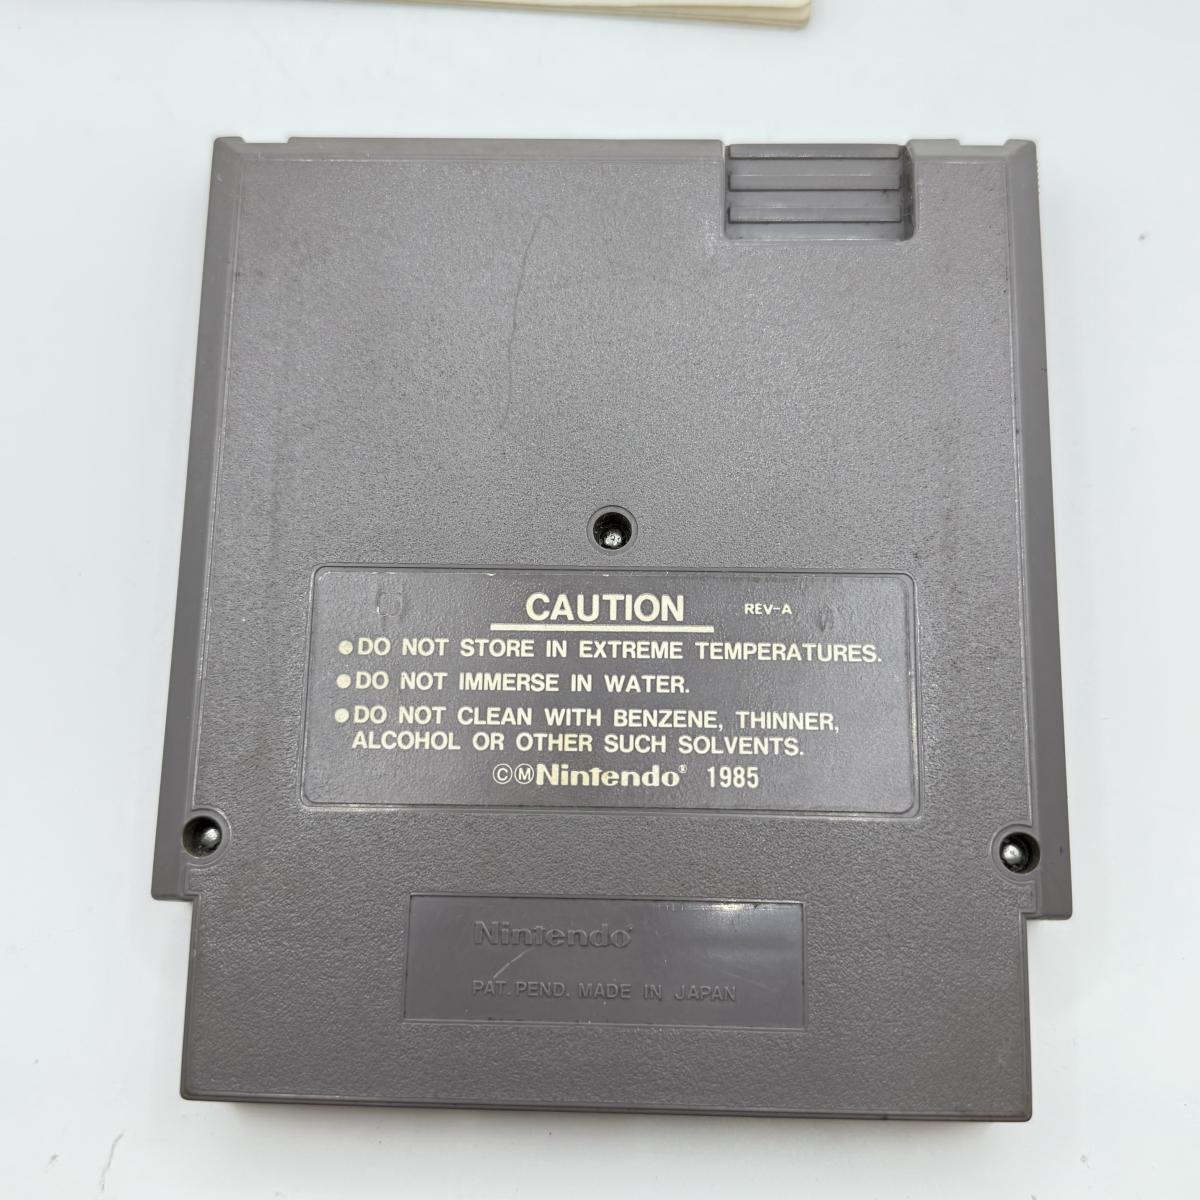 CAUTION REV-A
●DO NOT STORE IN EXTREME TEMPERATURES.
●DO NOT IMMERSE IN WATER.
●DO NOT CLEAN WITH BENZENE, THINNER,
ALCOHOL OR OTHER SUCH SOLVENTS.
©ⓂNintendo® 1985
Nintendo®
PAT. PEND. MADE IN JAPAN